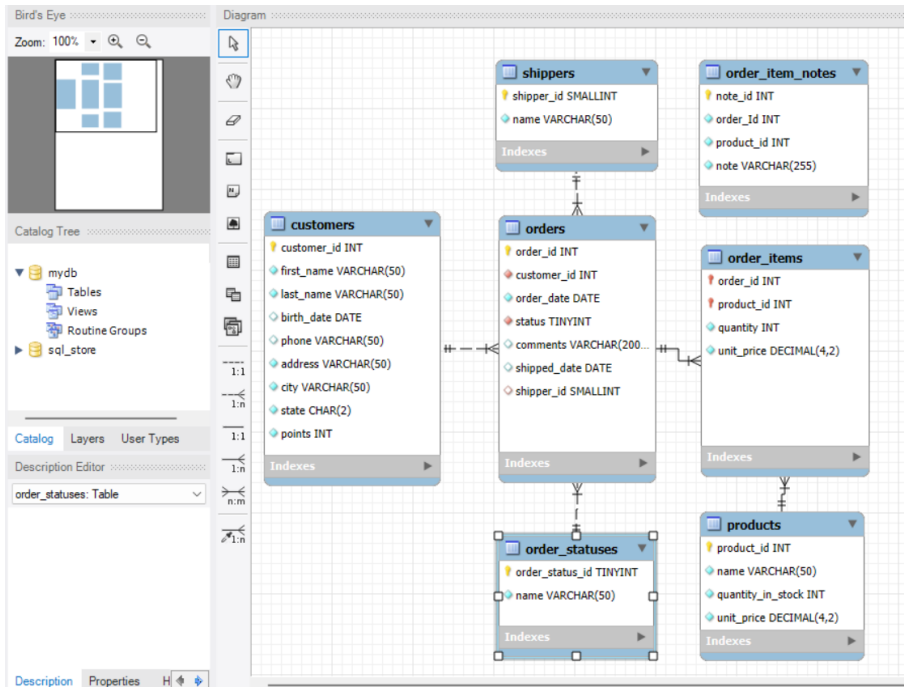 Bird's Eye
Zoom: 100%
Catalog Tree
mydb
Tables
Views
Routine Groups
sql_store
Catalog Layers User Types
Description Editor
order_statuses: Table
Description Properties H
Diagram
1:1
1:n
1:1
1:n
n:m
1:n
shippers
shipper_id SMALLINT
name VARCHAR(50)
Indexes
order_item_notes
note_id INT
order_Id INT
product_id INT
note VARCHAR(255)
Indexes
customers
customer_id INT
first_name VARCHAR(50)
last_name VARCHAR(50)
birth_date DATE
phone VARCHAR(50)
address VARCHAR(50)
city VARCHAR(50)
state CHAR(2)
points INT
Indexes
orders
order_id INT
customer_id INT
order_date DATE
status TINYINT
comments VARCHAR(200...
shipped_date DATE
shipper_id SMALLINT
Indexes
order_items
order_id INT
product_id INT
quantity INT
unit_price DECIMAL(4,2)
Indexes
order_statuses
order_status_id TINYINT
name VARCHAR(50)
Indexes
products
product_id INT
name VARCHAR(50)
quantity_in_stock INT
unit_price DECIMAL(4,2)
Indexes